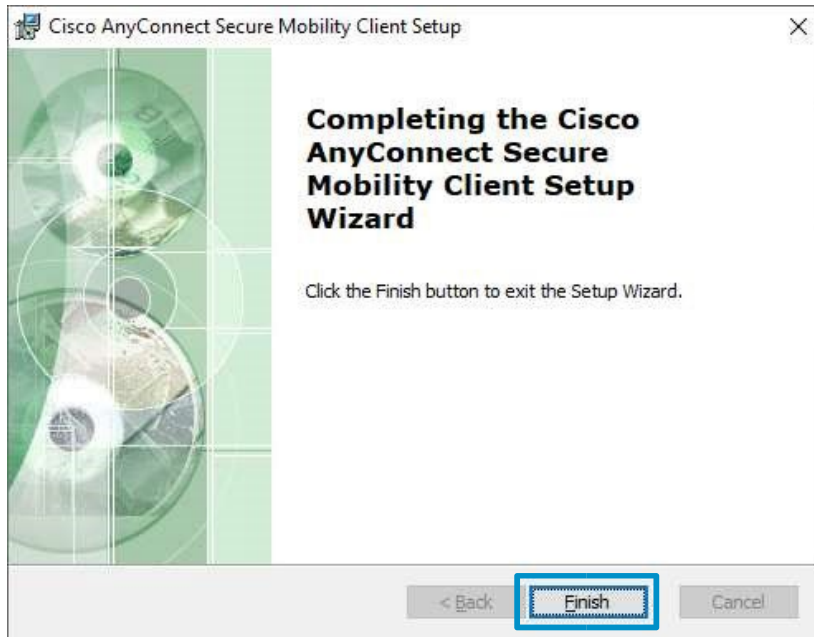 Cisco AnyConnect Secure Mobility Client Setup
Completing the Cisco
AnyConnect Secure
Mobility Client Setup
Wizard
Click the Finish button to exit the Setup Wizard.
< Back Finish Cancel